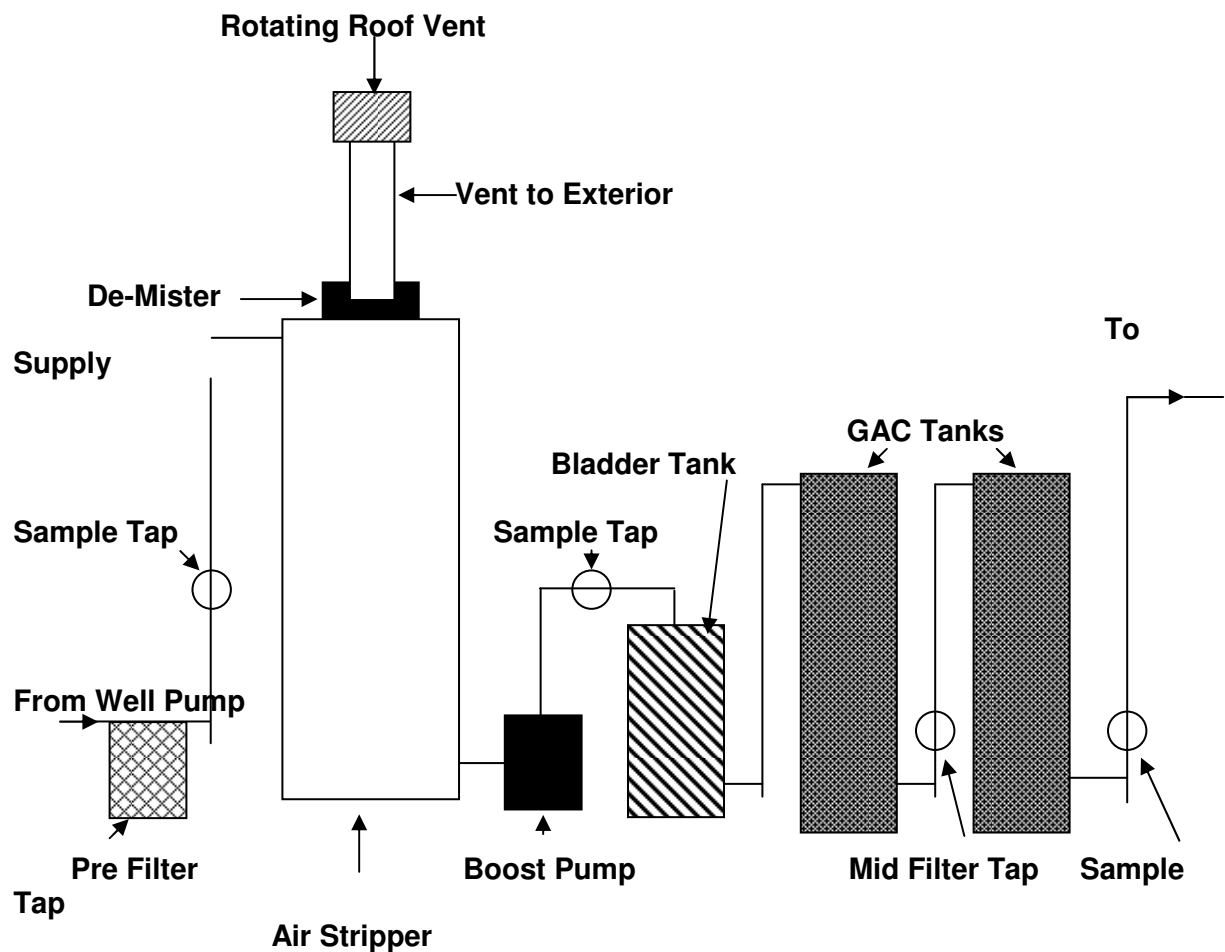 Rotating Roof Vent
Vent to Exterior
De-Mister
To
Supply
GAC Tanks
Bladder Tank
Sample Tap
Sample Tap
From Well Pump
Pre Filter
Boost Pump
Mid Filter Tap
Sample
Tap
Air Stripper